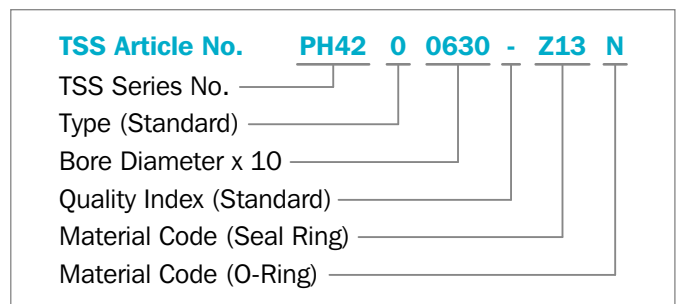 TSS Article No. PH42 0 0630 - Z13 N
TSS Series No.
Type (Standard)
Bore Diameter x 10
Quality Index (Standard)
Material Code (Seal Ring)
Material Code (O-Ring)